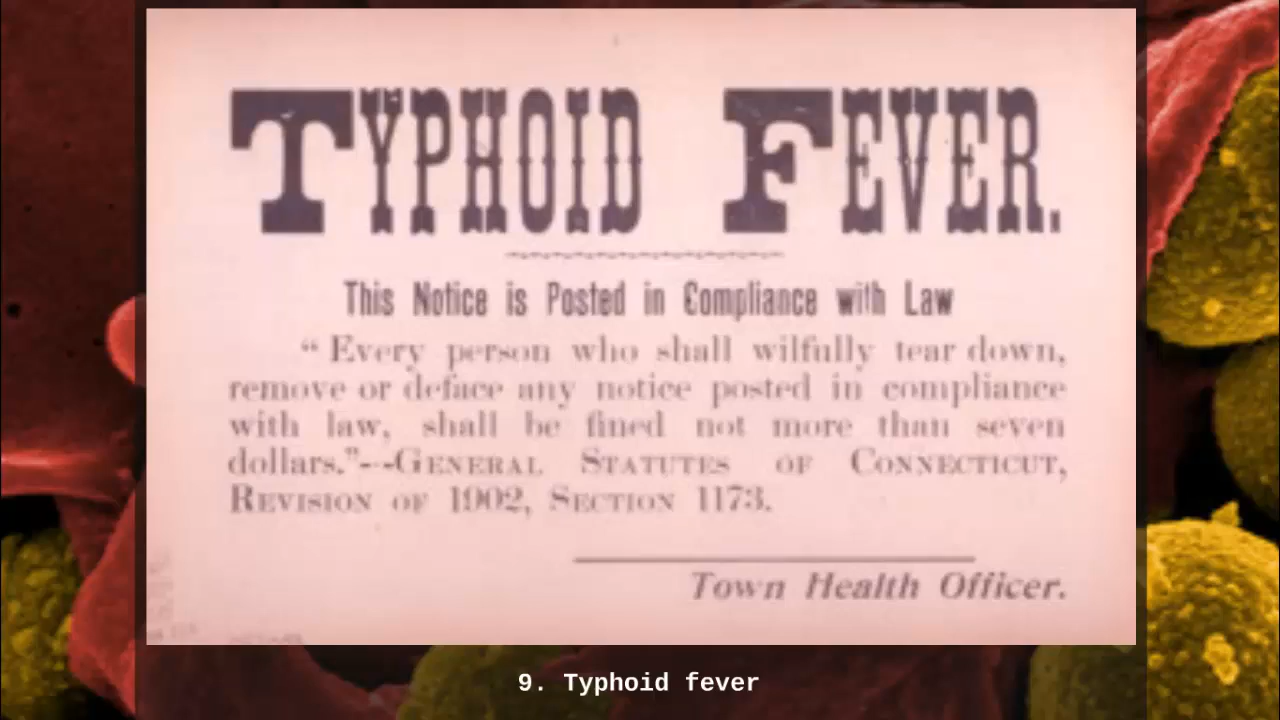 TYPHOID FEVER.
This Notice is Posted in Compliance with Law
“ Every person who shall wilfully tear down,
remove or deface any notice posted in compliance
with law, shall be fined not more than seven
dollars.”--GENERAL STATUTES OF CONNECTICUT,
REVISION OF 1902, SECTION 1173.
Town Health Officer.
9. Typhoid fever